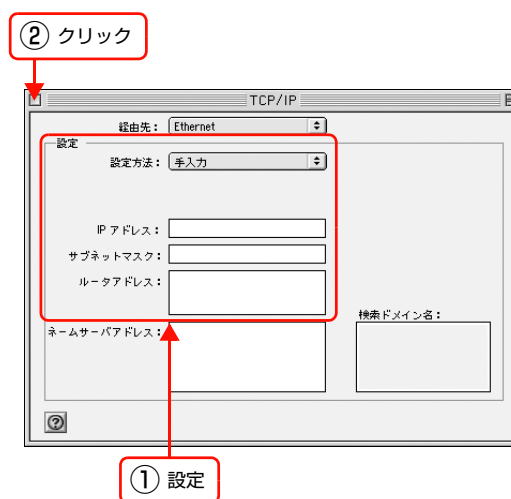 ② クリック
TCP/IP
経由先： Ethernet
設定
設定方法： 手入力
IP アドレス：
サブネットマスク：
ルータアドレス：
検索ドメイン名：
ネームサーバアドレス：
?
① 設定